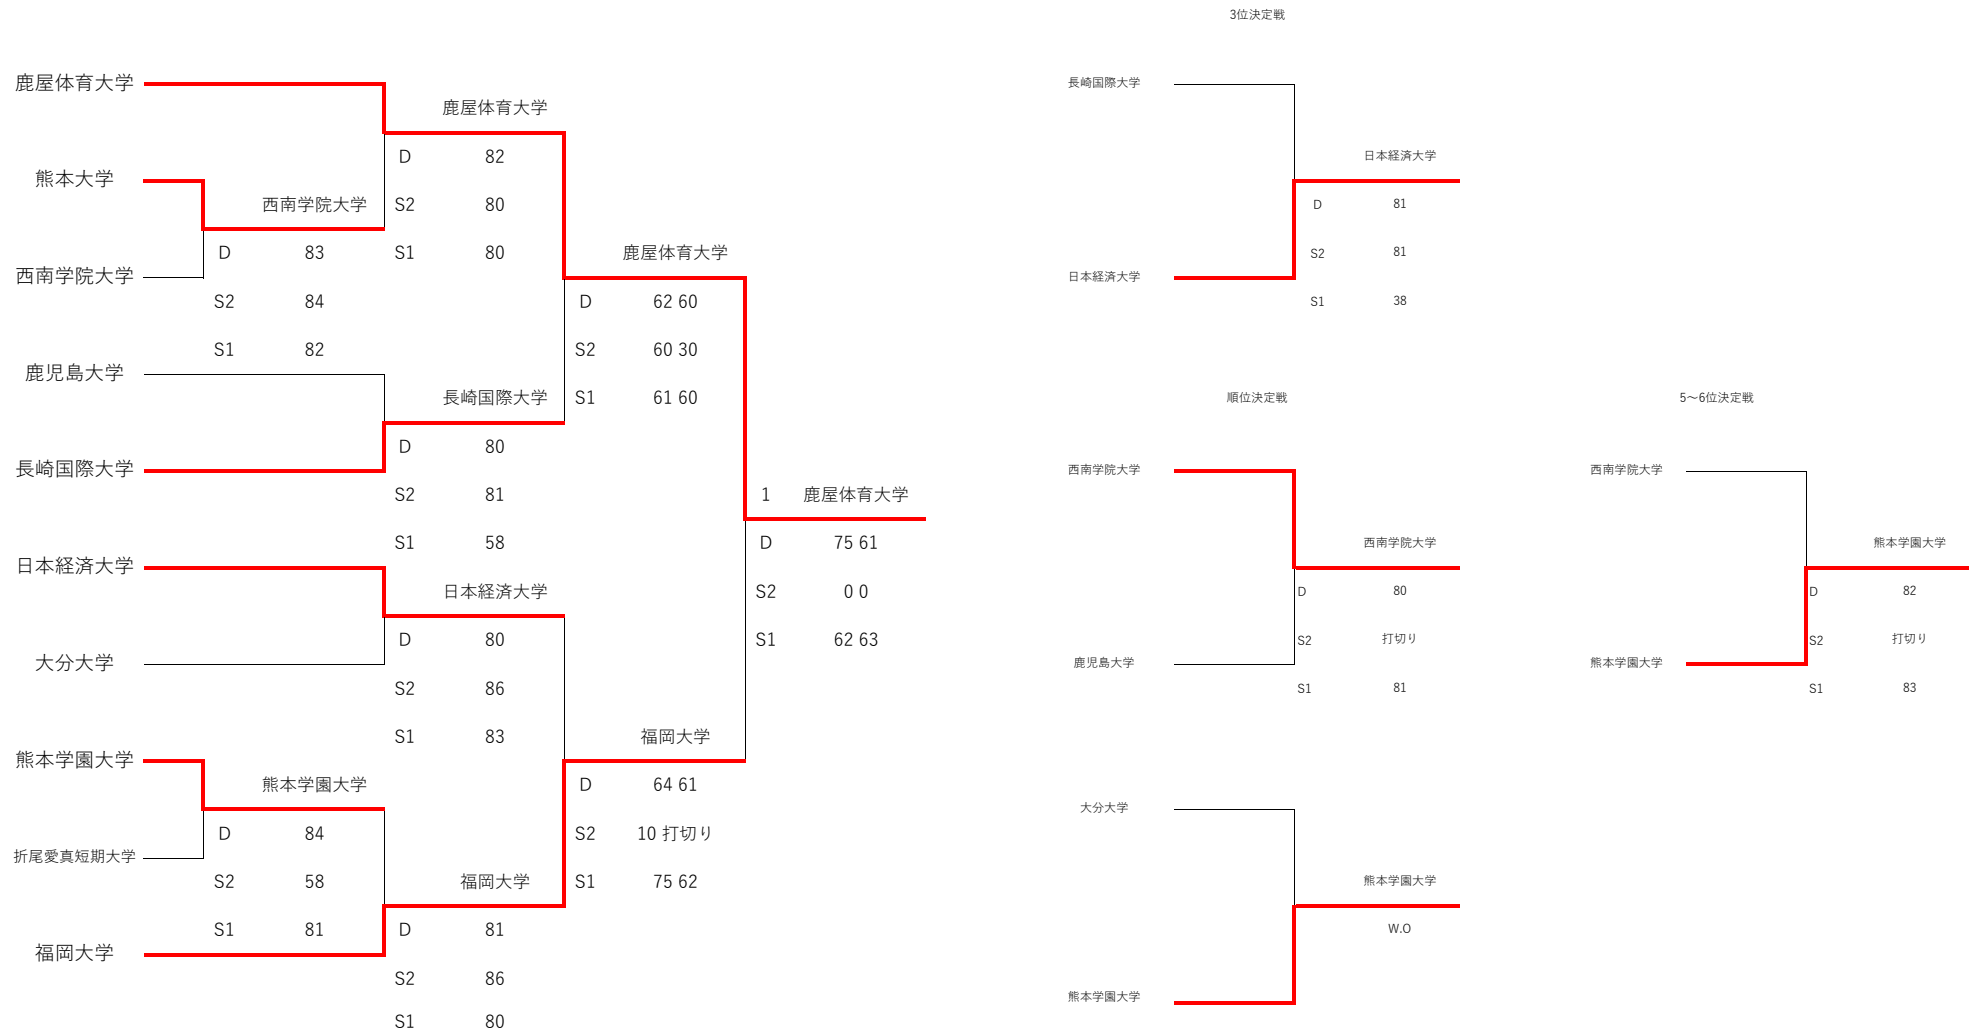 3位決定戦
鹿屋体育大学
鹿屋体育大学
D 82
熊本大学
S2 80
西南学院大学
S1 80
D 83
西南学院大学
S2 84
S1 82
鹿屋体育大学
D 62 60
S2 60 30
S1 61 60
鹿児島大学
長崎国際大学
D 80
長崎国際大学
S2 81
S1 58
1 鹿屋体育大学
D 75 61
S2 0 0
S1 62 63
日本経済大学
日本経済大学
D 80
大分大学
S2 86
S1 83
福岡大学
D 64 61
S2 10 打切り
S1 75 62
熊本学園大学
熊本学園大学
D 84
折尾愛真短期大学
S2 58
S1 81
福岡大学
福岡大学
D 81
S2 86
S1 80
長崎国際大学
日本経済大学
D 81
S2 81
日本経済大学
S1 38
順位決定戦
西南学院大学
西南学院大学
D 80
S2 打切り
鹿児島大学
S1 81
大分大学
熊本学園大学
W.O
熊本学園大学
5～6位決定戦
西南学院大学
熊本学園大学
D 82
S2 打切り
熊本学園大学
S1 83